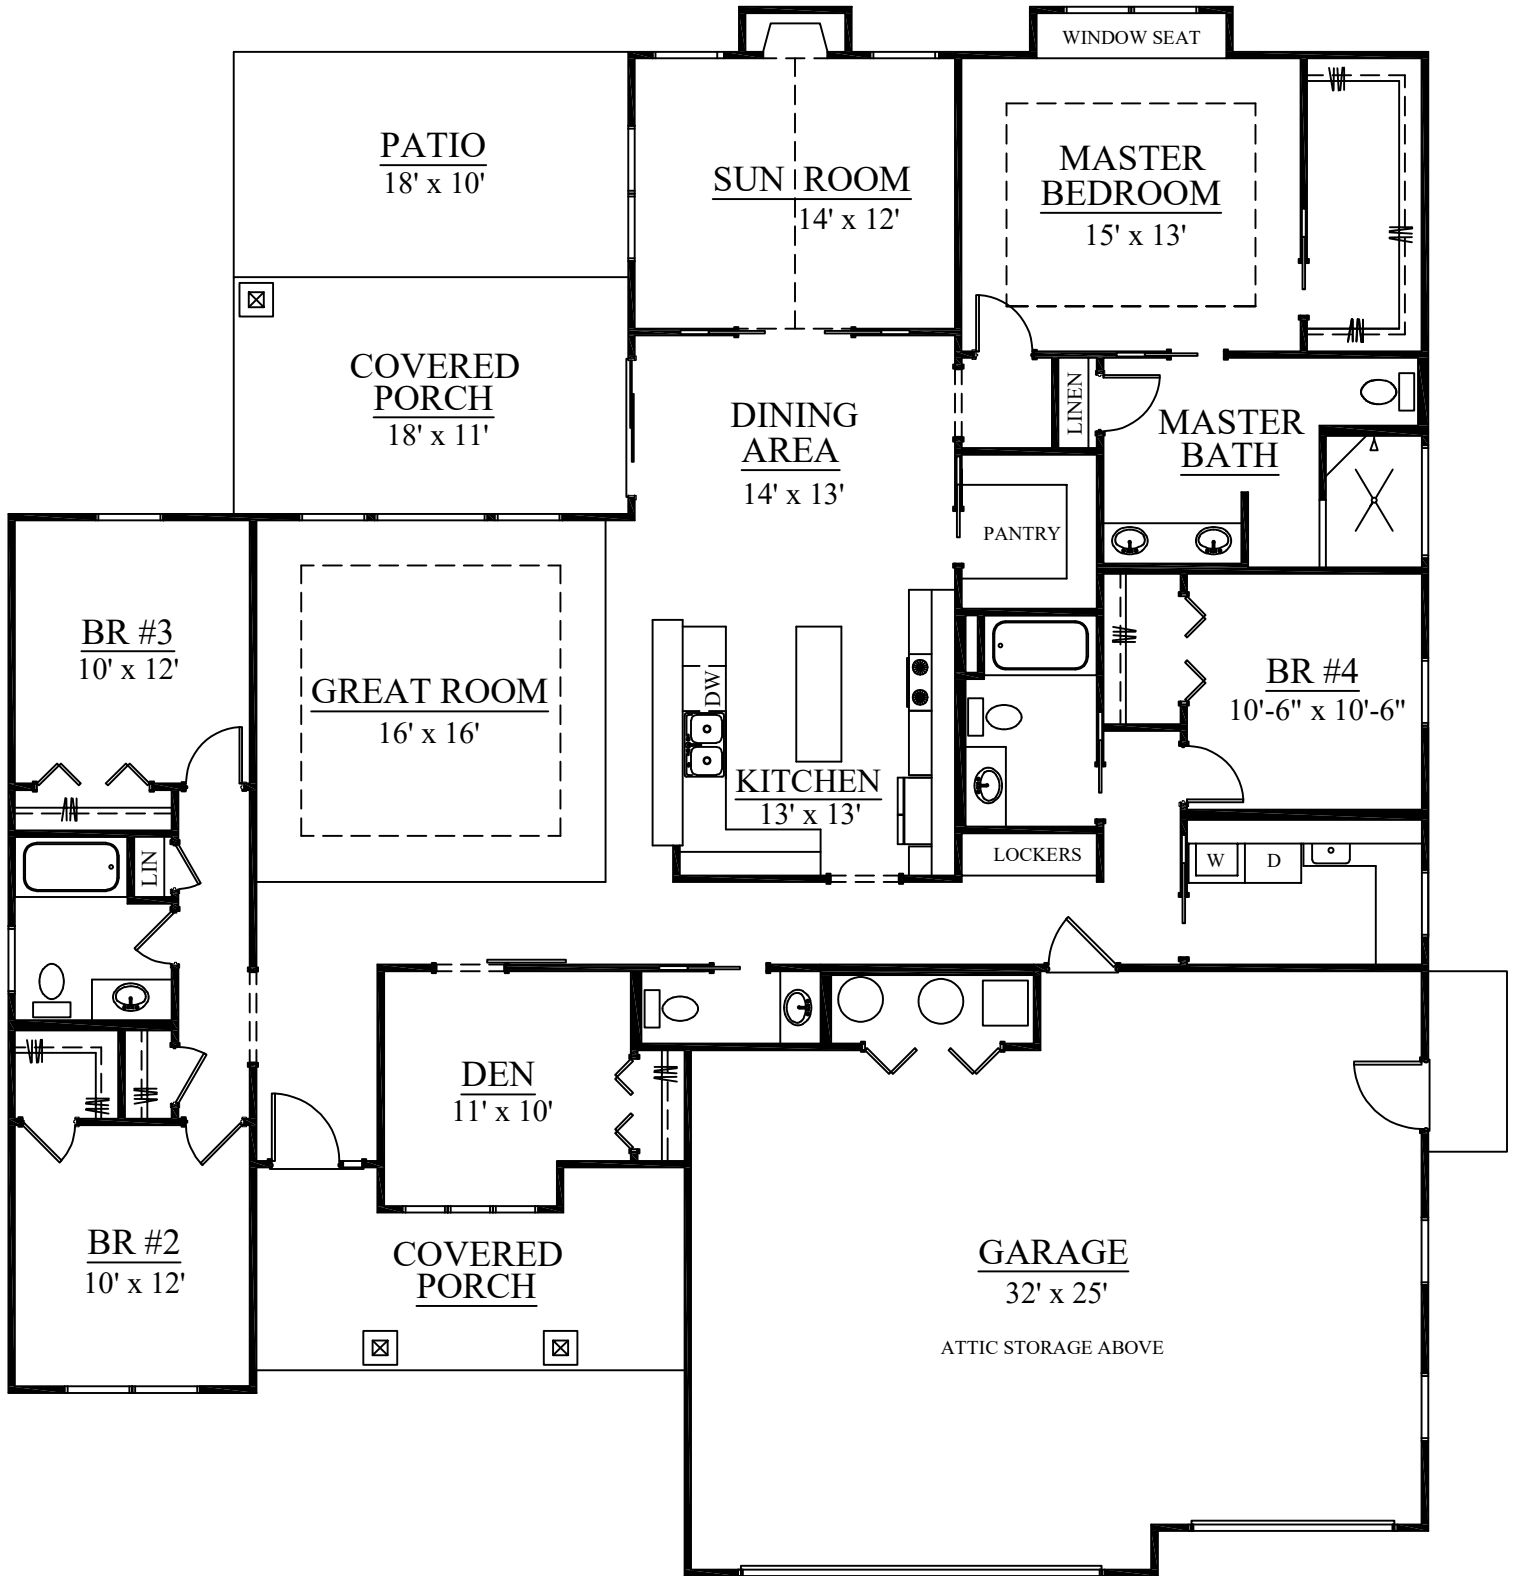 WINDOW SEAT
PATIO
18' x 10'
SUN ROOM
14' x 12'
MASTER
BEDROOM
15' x 13'
COVERED
PORCH
18' x 11'
DINING
AREA
14' x 13'
LINEN
MASTER
BATH
PANTRY
BR #3
10' x 12'
GREAT ROOM
16' x 16'
DW
KITCHEN
13' x 13'
BR #4
10'-6" x 10'-6"
LIN
LOCKERS
W
D
DEN
11' x 10'
BR #2
10' x 12'
COVERED
PORCH
GARAGE
32' x 25'
ATTIC STORAGE ABOVE